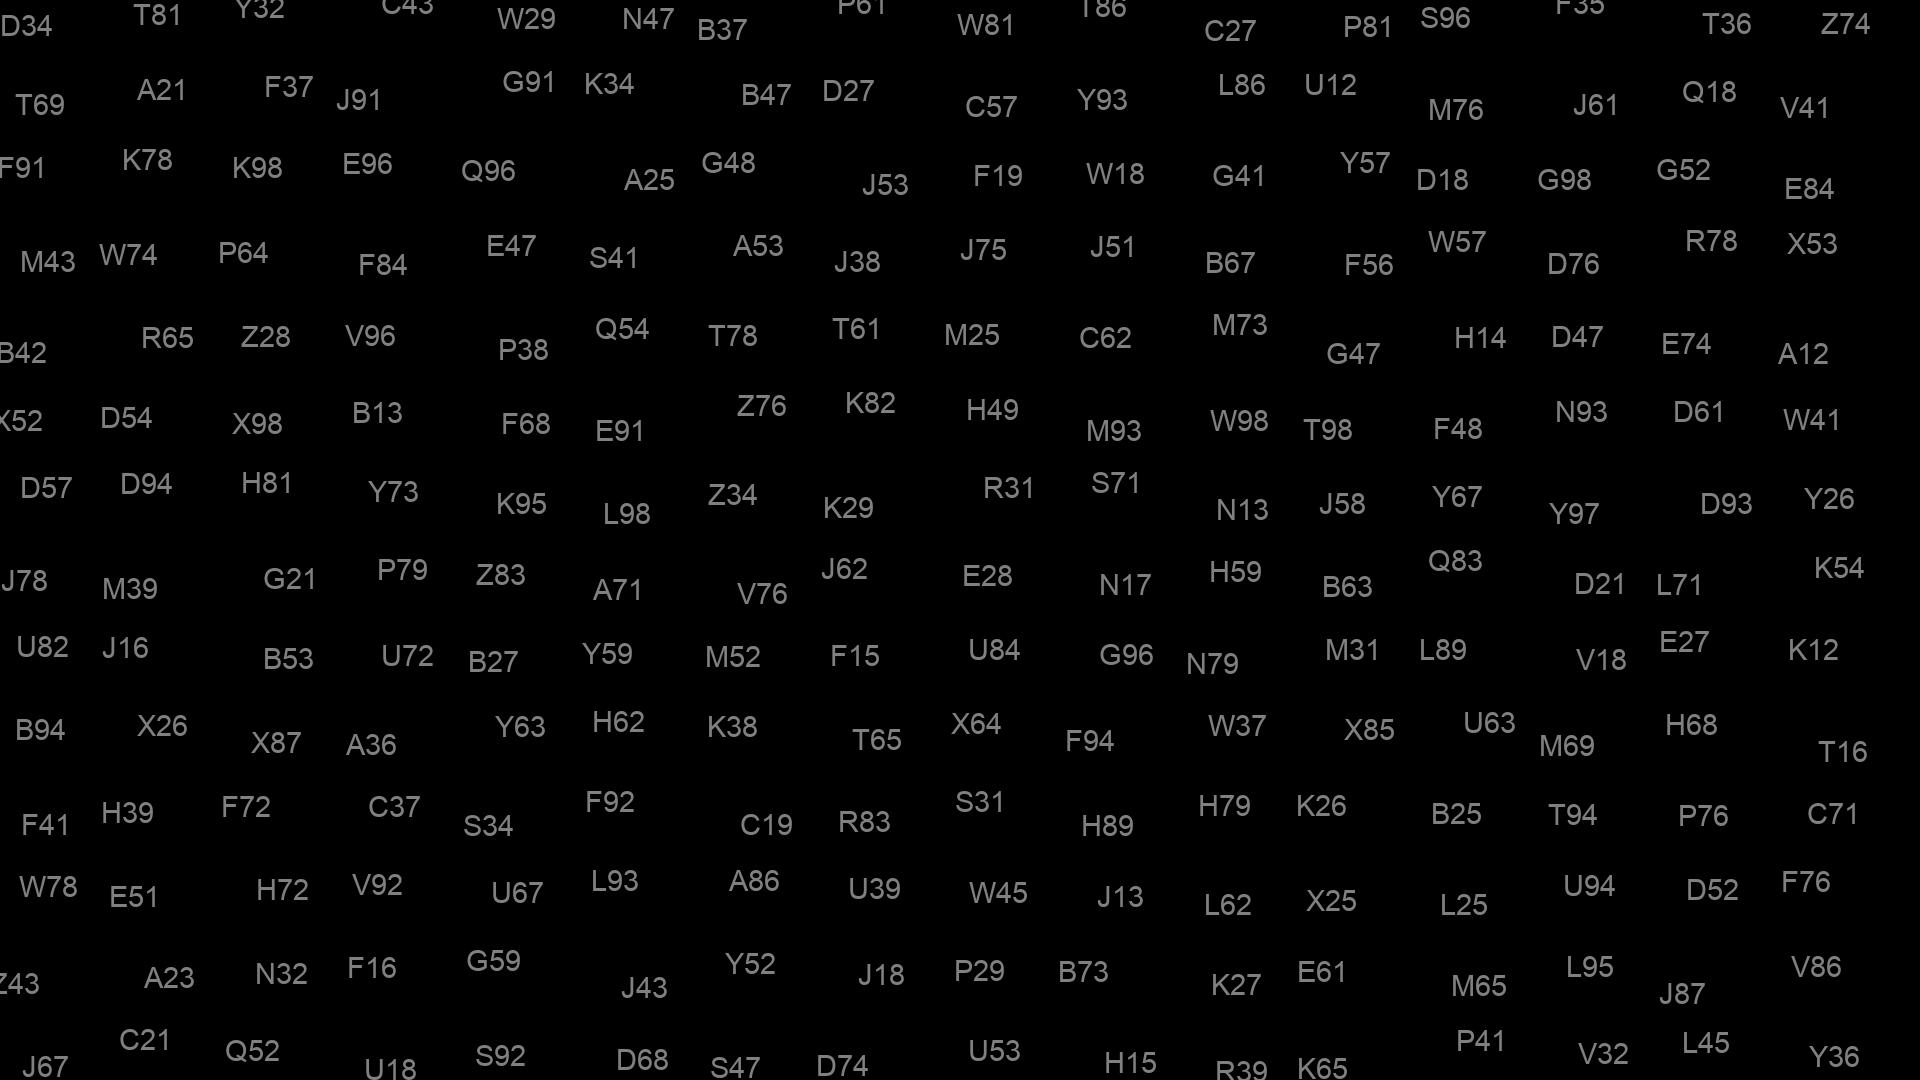 D34 T81 Y32 C43 W29 N47 B37 P61 W81 T86 C27 P81 S96 F35 T36 Z74
T69 A21 F37 J91 G91 K34 B47 D27 C57 Y93 L86 U12 M76 J61 Q18 V41
F91 K78 K98 E96 Q96 A25 G48 J53 F19 W18 G41 Y57 D18 G98 G52 E84
M43 W74 P64 F84 E47 S41 A53 J38 J75 J51 B67 F56 W57 D76 R78 X53
B42 R65 Z28 V96 P38 Q54 T78 T61 M25 C62 M73 G47 H14 D47 E74 A12
X52 D54 X98 B13 F68 E91 Z76 K82 H49 M93 W98 T98 F48 N93 D61 W41
D57 D94 H81 Y73 K95 L98 Z34 K29 R31 S71 N13 J58 Y67 Y97 D93 Y26
J78 M39 G21 P79 Z83 A71 V76 J62 E28 N17 H59 B63 Q83 D21 L71 K54
U82 J16 B53 U72 B27 Y59 M52 F15 U84 G96 N79 M31 L89 V18 E27 K12
B94 X26 X87 A36 Y63 H62 K38 T65 X64 F94 W37 X85 U63 M69 H68 T16
F41 H39 F72 C37 S34 F92 C19 R83 S31 H89 H79 K26 B25 T94 P76 C71
W78 E51 H72 V92 U67 L93 A86 U39 W45 J13 L62 X25 L25 U94 D52 F76
Z43 A23 N32 F16 G59 J43 Y52 J18 P29 B73 K27 E61 M65 L95 J87 V86
J67 C21 Q52 U18 S92 D68 S47 D74 U53 H15 R39 K65 P41 V32 L45 Y36